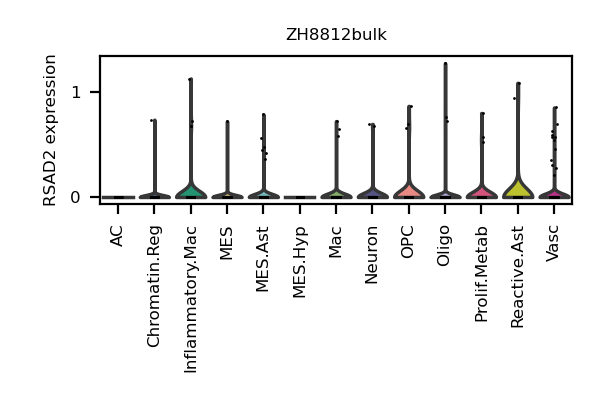 ZH8812bulk
RSAD2 expression
1
0
AC
Chromatin.Reg
Inflammatory.Mac
MES
MES.Ast
MES.Hyp
Mac
Neuron
OPC
Oligo
Prolif.Metab
Reactive.Ast
Vasc